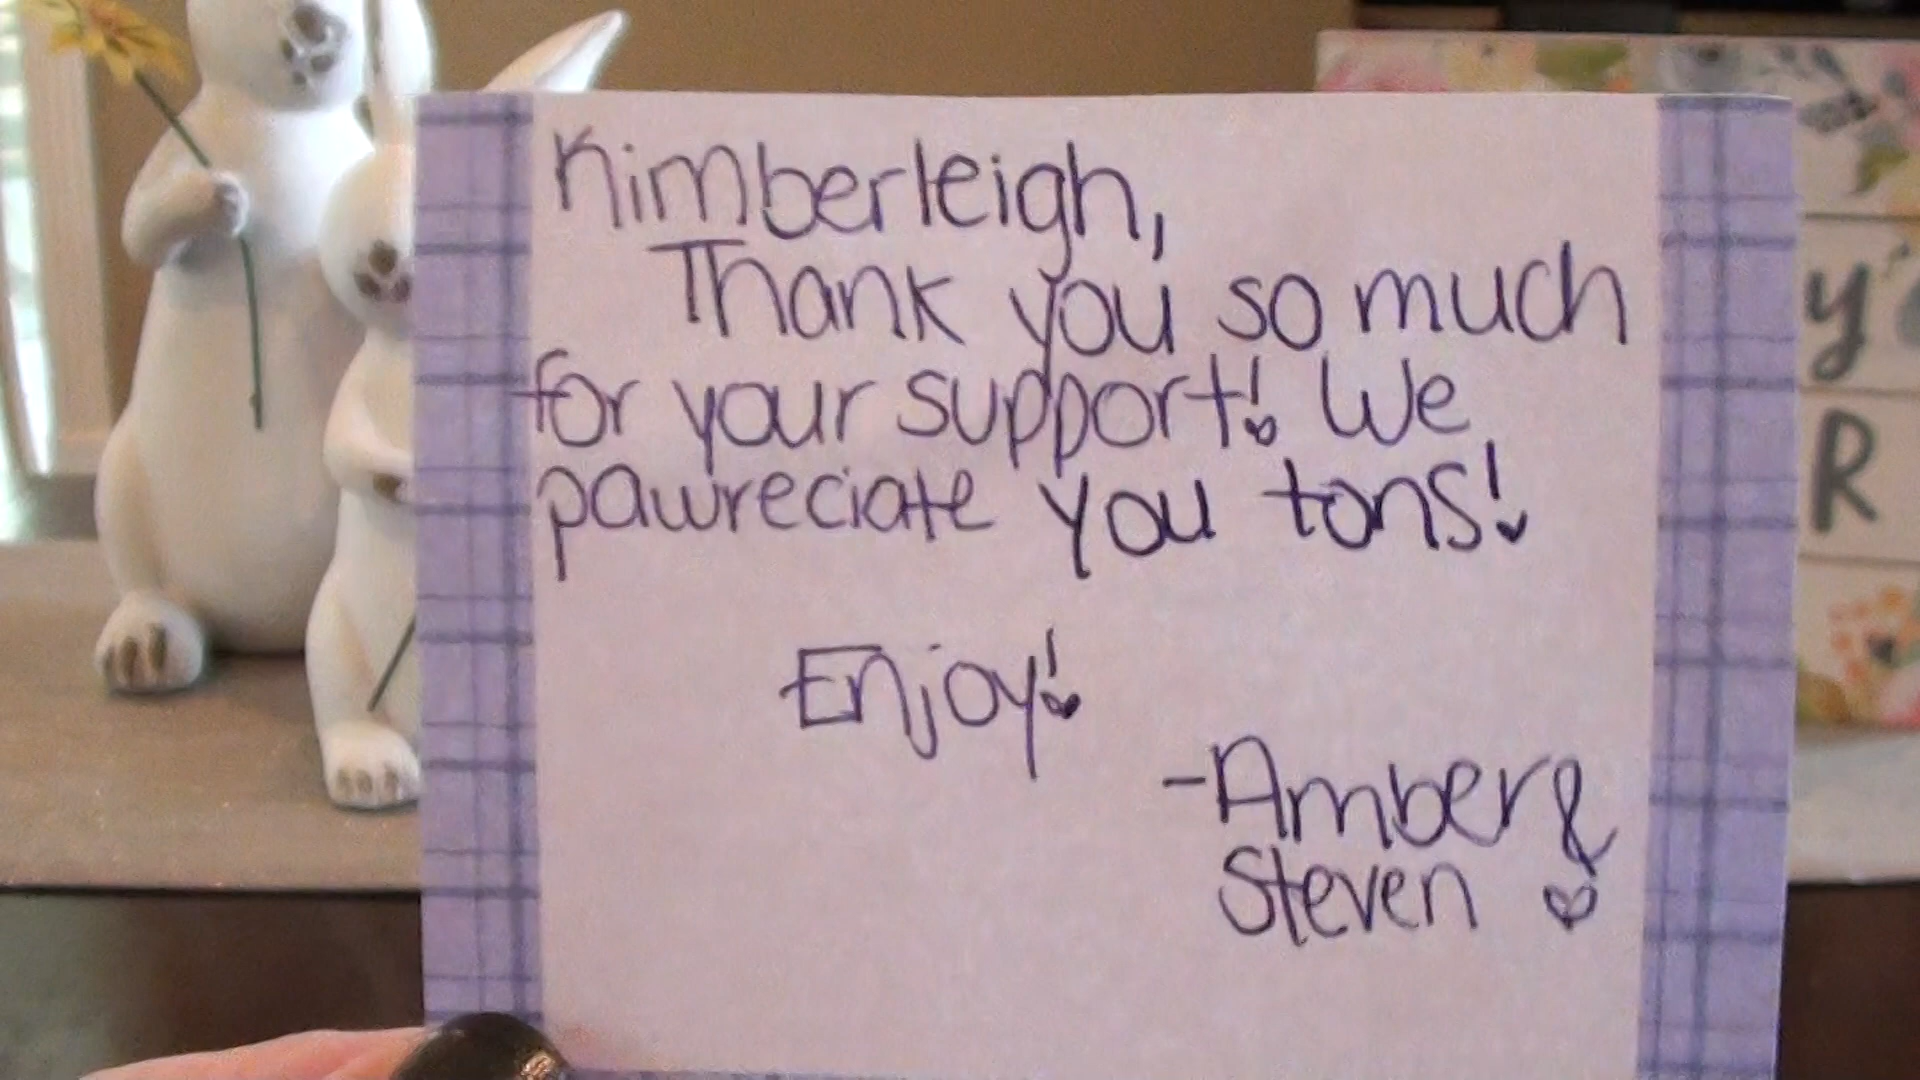 Kimberleigh,
Thank you so much
for your support! We
pawreciate you tons!
Enjoy!
-Amber &
Steven
y'
R